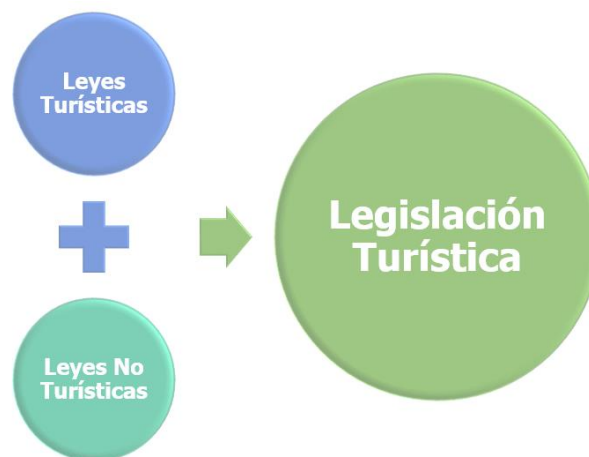 Leyes
Turísticas
Legislación
Turística
Leyes No
Turísticas